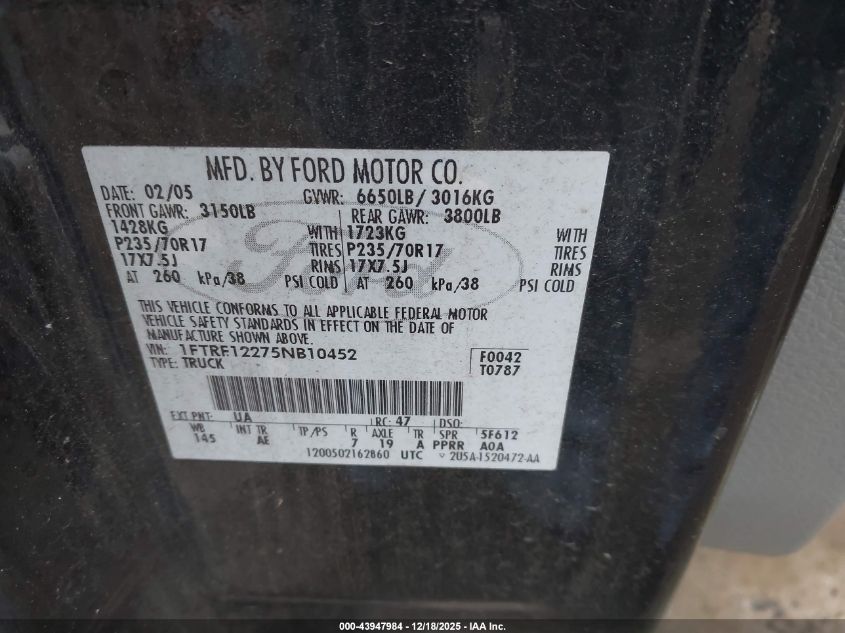 MFD. BY FORD MOTOR CO.
DATE: 02/05 GVWR: 6650LB/ 3016KG
FRONT GAWR: 3150LB REAR GAWR: 3800LB
1428KG WITH 1723KG WITH
P235/70R17 TIRES P235/70R17 TIRES
17X7.5J RIMS 17X7.5J RIMS
AT 260 kPa/38 PSI COLD AT 260 kPa/38 PSI COLD
Ford
THIS VEHICLE CONFORMS TO ALL APPLICABLE FEDERAL MOTOR
VEHICLE SAFETY STANDARDS IN EFFECT ON THE DATE OF
MANUFACTURE SHOWN ABOVE.
VIN: 1FTRF12275NB10452 F0042
TYPE: TRUCK T0787
EXT PNT: UA RC: 47 DSO:
WB INT TR TP/PS R AXLE TR SPR 5F612
145 AE 7 19 A PPRR A0A
1200502162860 UTC 2U5A-1520472-AA
000-43947984 - 12/18/2025 - IAA Inc.